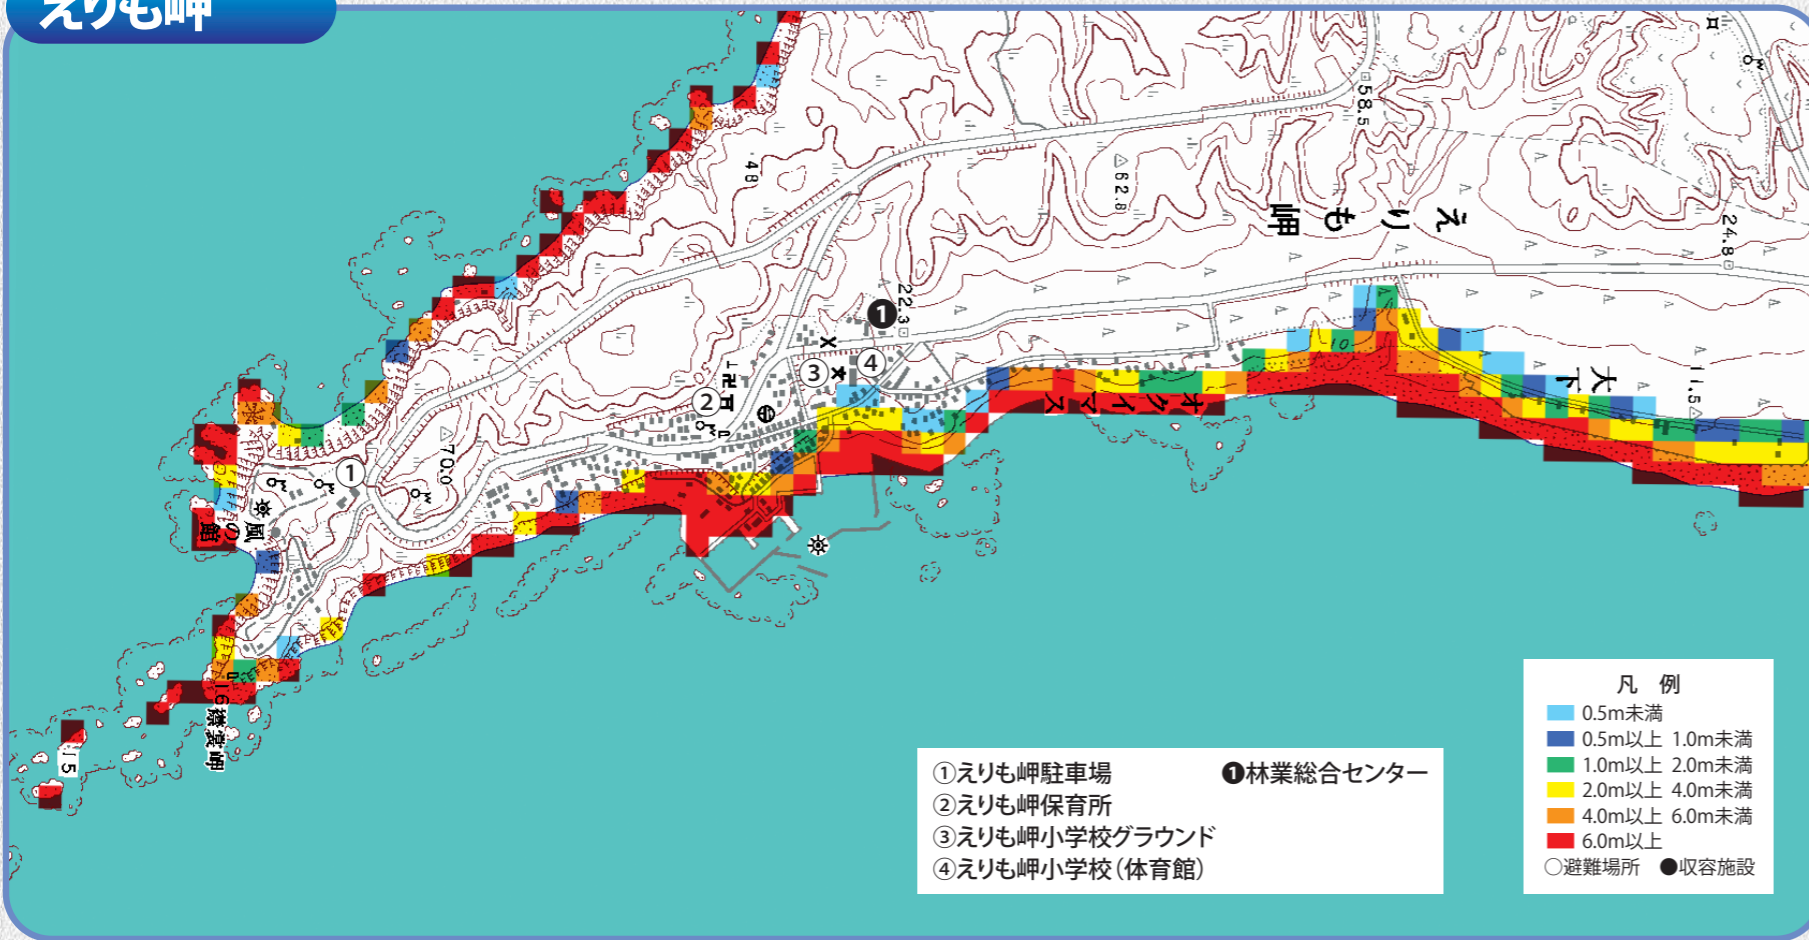 えりも岬
58.5
48
62.8
えりも岬
24.8
22.3
1
3
4
10
大下
11.5
2
オクイマス
70.0
1
風の館
16
襟裳岬
15
①えりも岬駐車場
❶林業総合センター
②えりも岬保育所
③えりも岬小学校グラウンド
④えりも岬小学校(体育館)
凡 例
0.5m未満
0.5m以上 1.0m未満
1.0m以上 2.0m未満
2.0m以上 4.0m未満
4.0m以上 6.0m未満
6.0m以上
○避難場所 ●収容施設